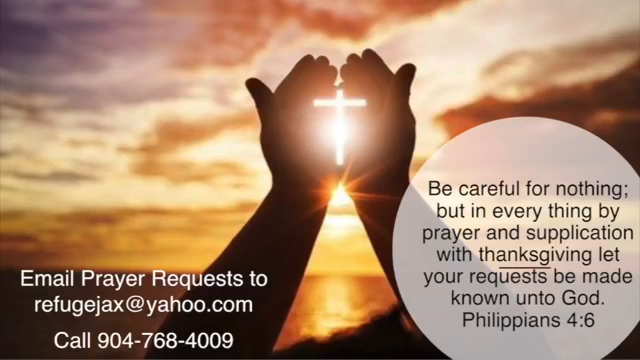 Email Prayer Requests to
refugejax@yahoo.com
Call 904-768-4009
Be careful for nothing;
but in every thing by
prayer and supplication
with thanksgiving let
your requests be made
known unto God.
Philippians 4:6